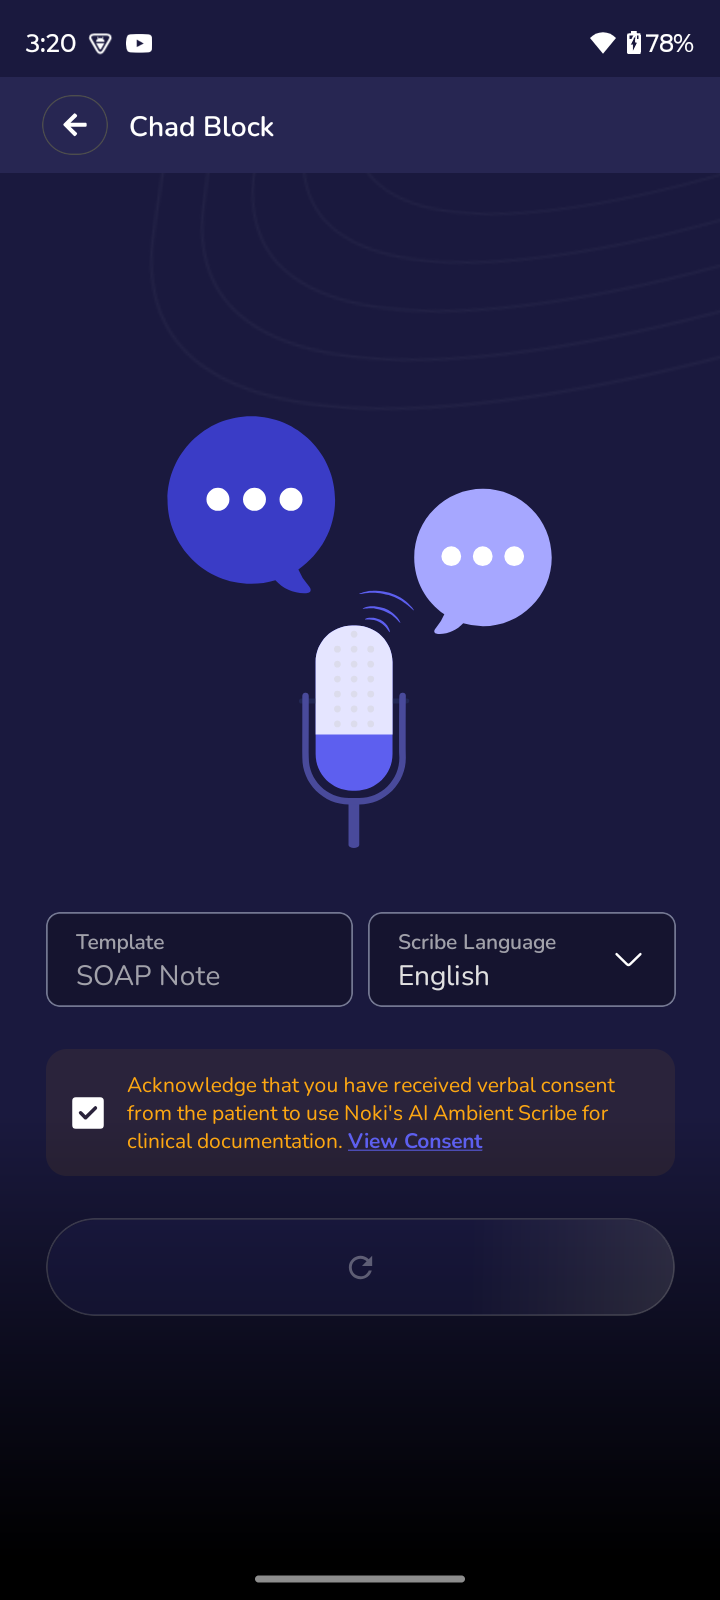 3:20
78%
Chad Block
Template
SOAP Note
Scribe Language
English
Acknowledge that you have received verbal consent
from the patient to use Noki's AI Ambient Scribe for
clinical documentation. View Consent